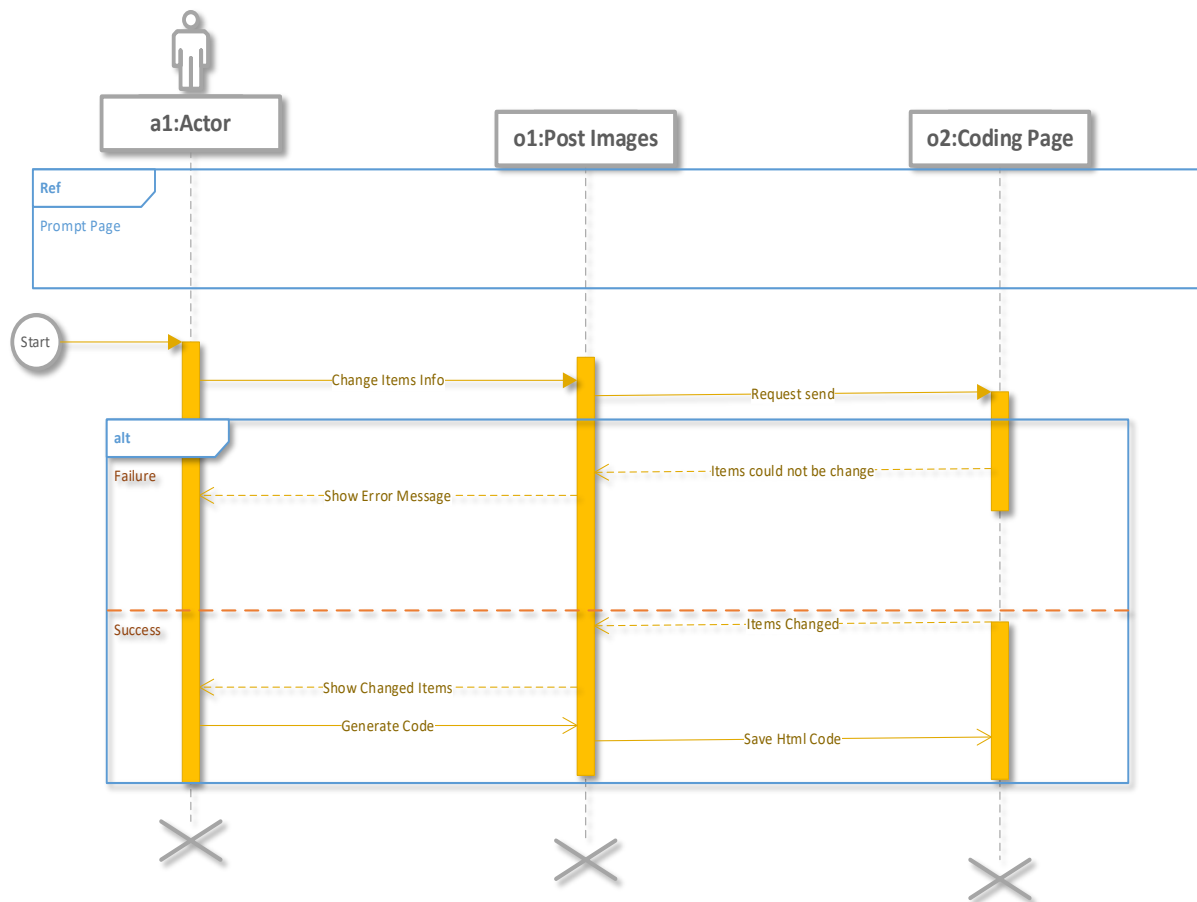 a1:Actor
o1:Post Images
o2:Coding Page
Ref
Prompt Page
Start
Change Items Info
Request send
alt
Failure
Items could not be change
Show Error Message
Success
Items Changed
Show Changed Items
Generate Code
Save Html Code